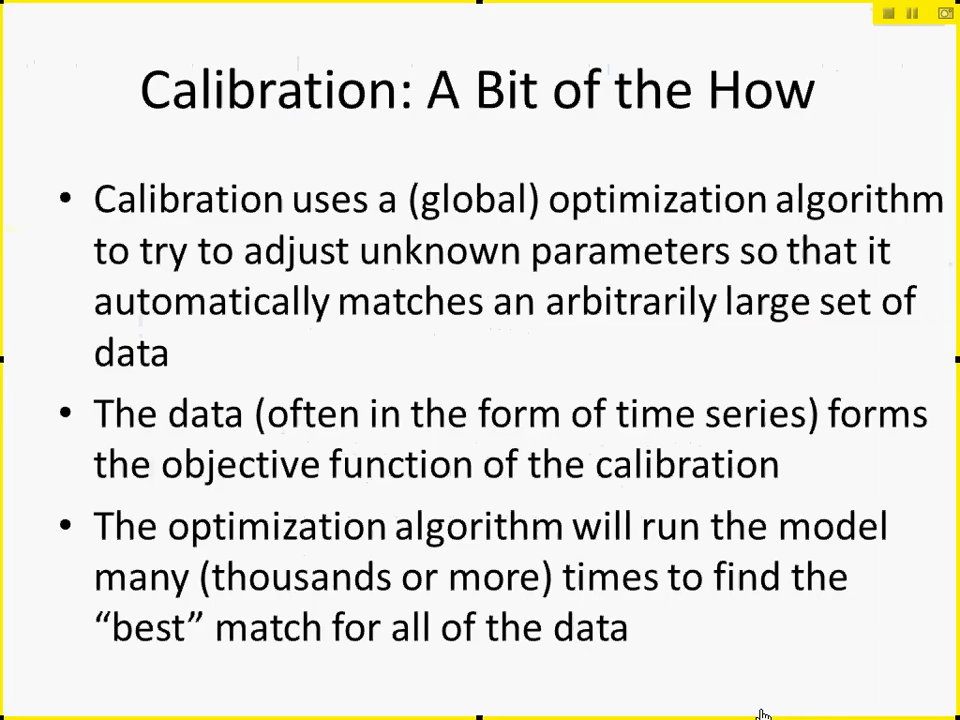 Calibration: A Bit of the How
• Calibration uses a (global) optimization algorithm
to try to adjust unknown parameters so that it
automatically matches an arbitrarily large set of
data
• The data (often in the form of time series) forms
the objective function of the calibration
• The optimization algorithm will run the model
many (thousands or more) times to find the
“best” match for all of the data